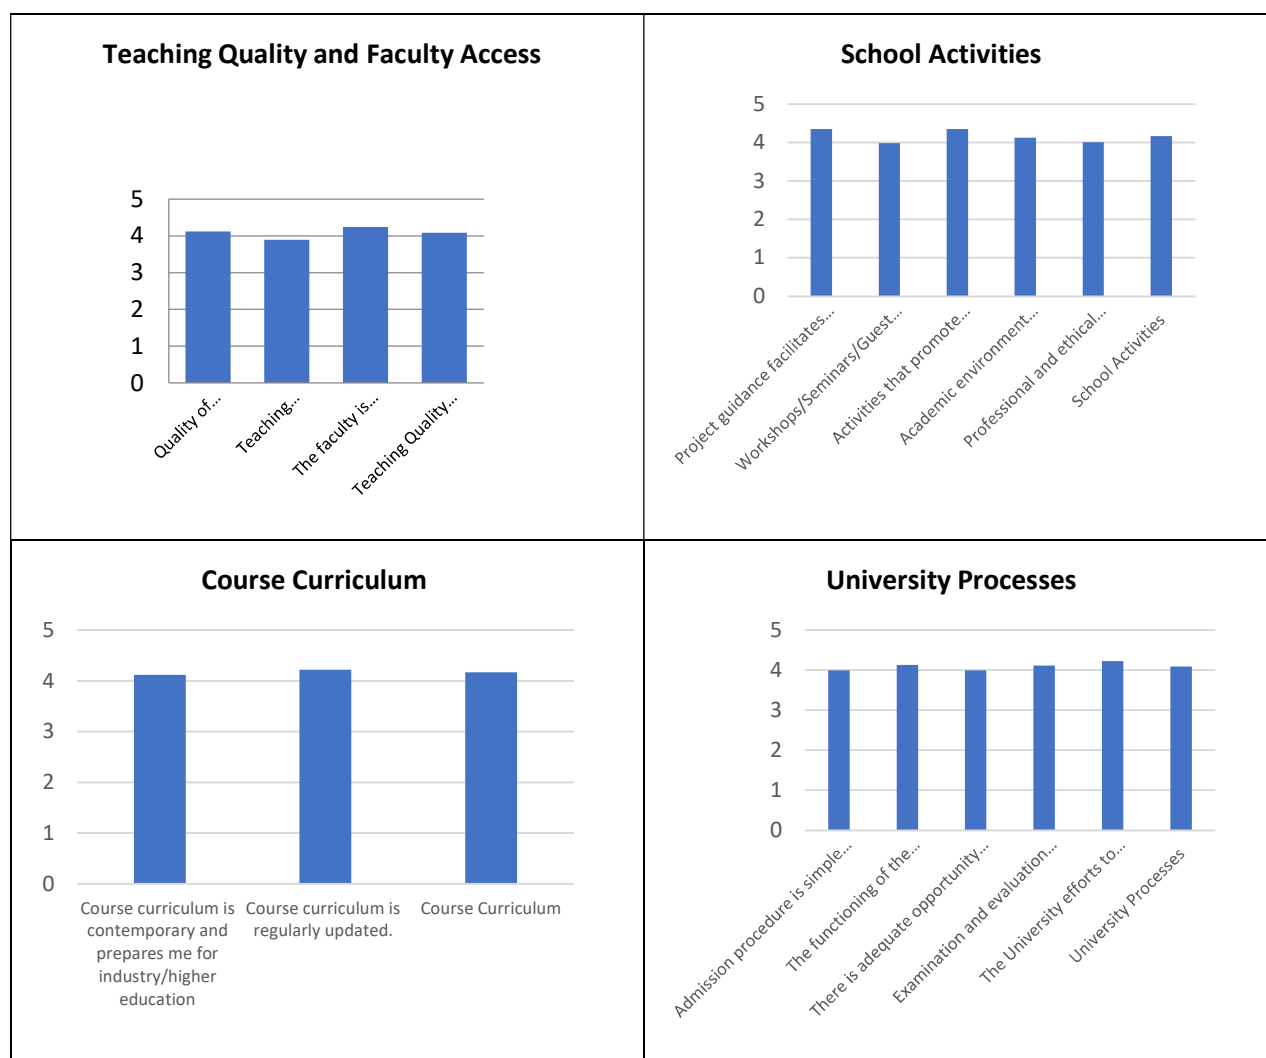 Teaching Quality and Faculty Access
5
4
3
2
1
0
Quality of...
Teaching...
The faculty is...
Teaching Quality...
School Activities
5
4
3
2
1
0
Project guidance facilitates...
Workshops/Seminars/Guest...
Activities that promote...
Academic environment...
Professional and ethical...
School Activities
Course Curriculum
5
4
3
2
1
0
Course curriculum is
contemporary and
prepares me for
industry/higher
education
Course curriculum is
regularly updated.
Course Curriculum
University Processes
5
4
3
2
1
0
Admission procedure is simple...
The functioning of the...
There is adequate opportunity...
Examination and evaluation...
The University efforts to...
University Processes